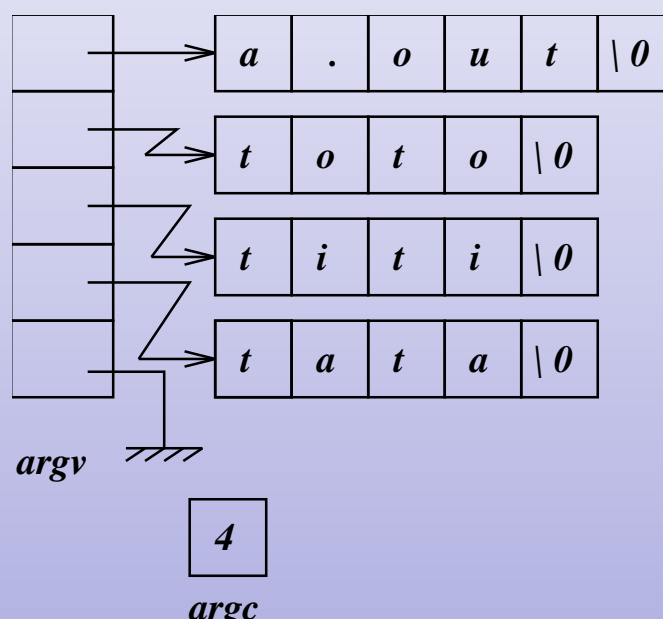 a . o u t \0
t o t o \0
t i t i \0
t a t a \0
argv
4
argc